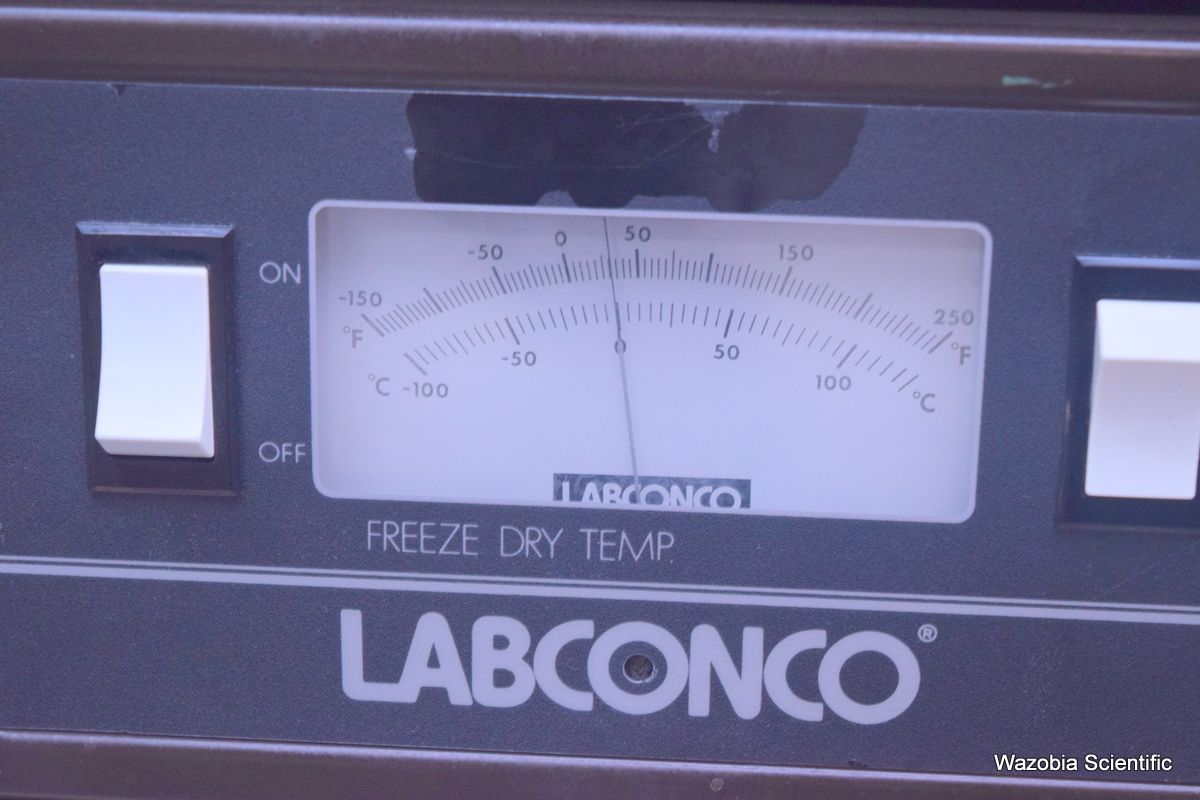 ON
OFF
-150 -50 0 50 150 250
°F °F
°C -100 -50 0 50 100 °C
LABCONCO
FREEZE DRY TEMP
LABCONCO®
Wazobia Scientific